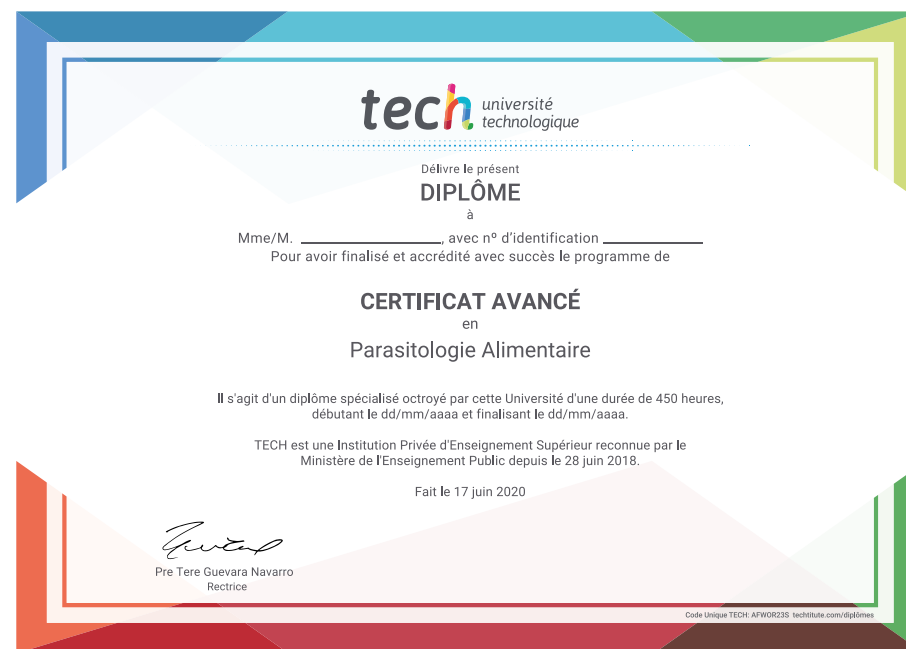 tech université
technologique
Délivre le présent
DIPLÔME
à
Mme/M. ____________________, avec nº d'identification ______________
Pour avoir finalisé et accrédité avec succès le programme de
CERTIFICAT AVANCÉ
en
Parasitologie Alimentaire
Il s'agit d'un diplôme spécialisé octroyé par cette Université d'une durée de 450 heures,
débutant le dd/mm/aaaa et finalisant le dd/mm/aaaa.
TECH est une Institution Privée d'Enseignement Supérieur reconnue par le
Ministère de l'Enseignement Public depuis le 28 juin 2018.
Fait le 17 juin 2020
Pre Tere Guevara Navarro
Rectrice
Code Unique TECH: AFWOR23S techtitute.com/diplômes